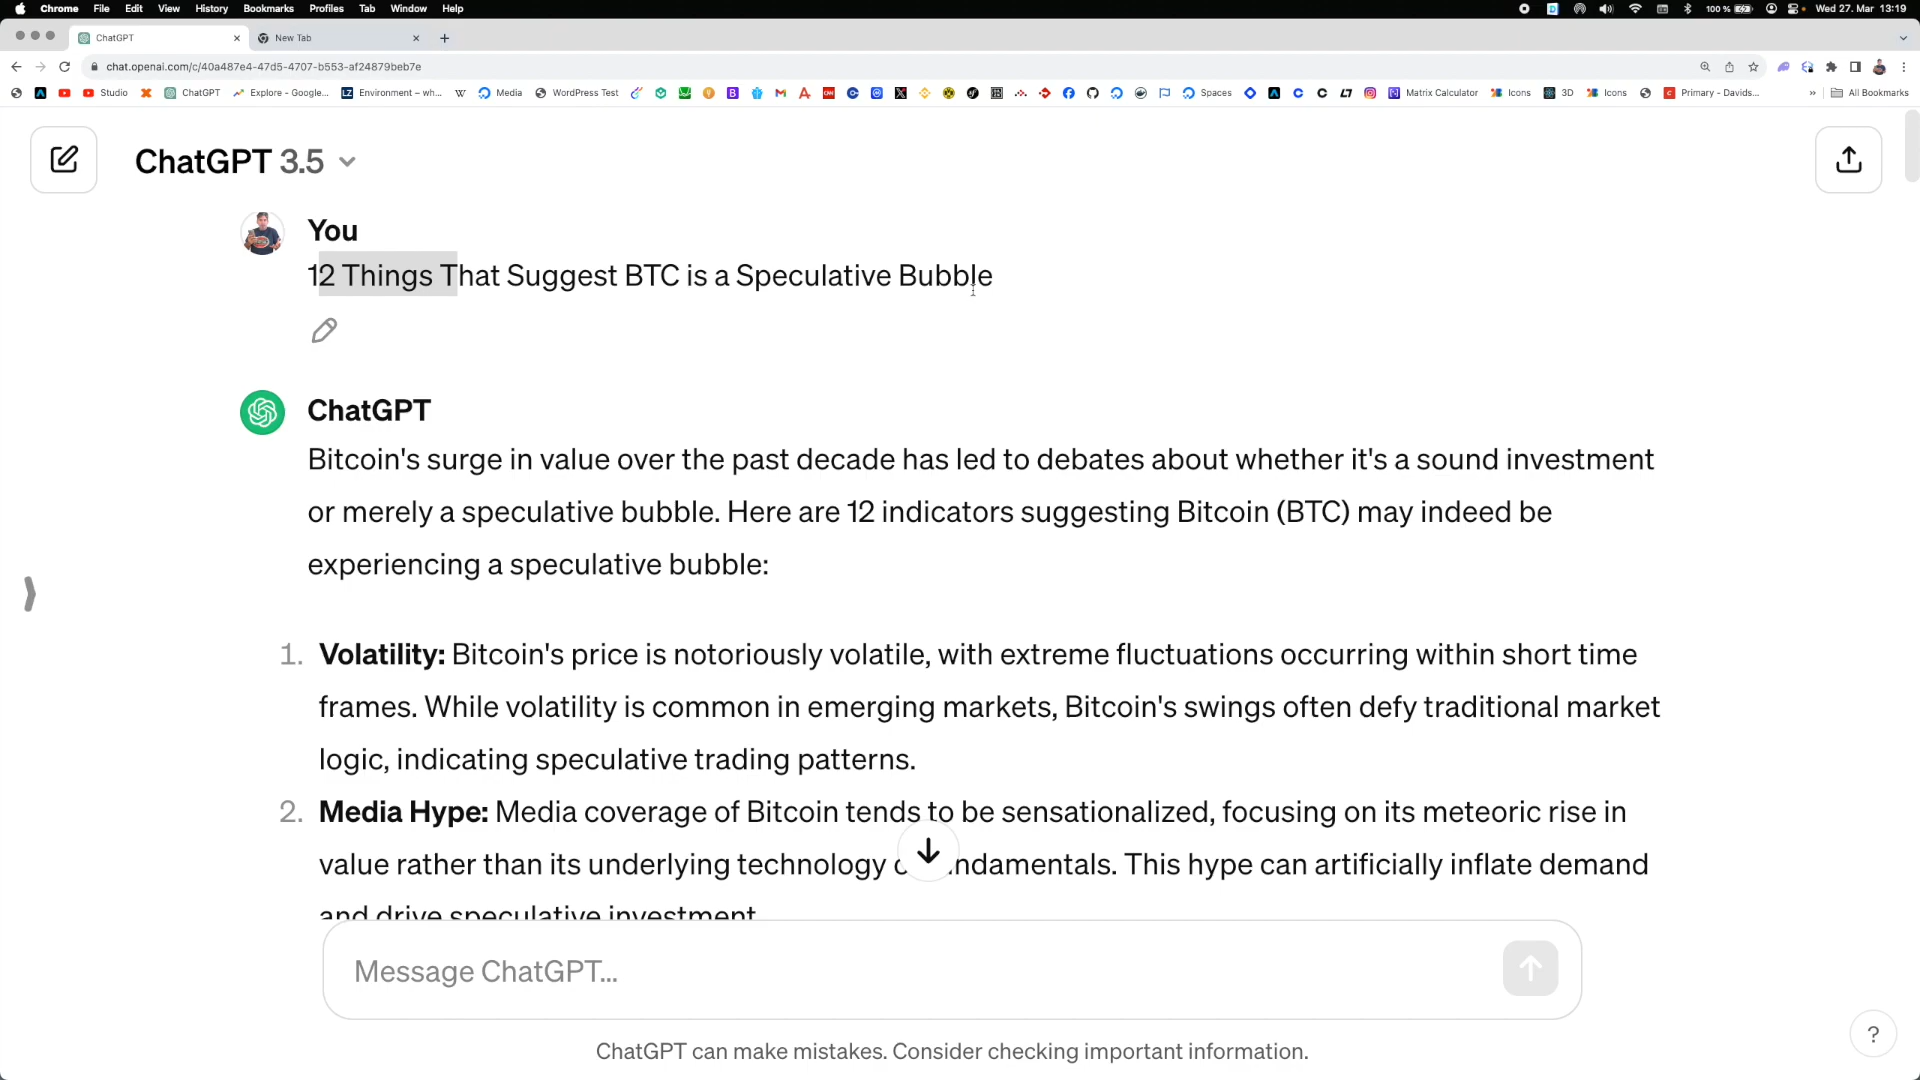 Chrome File Edit View History Bookmarks Profiles Tab Window Help 100 % Wed 27. Mar 13:19
ChatGPT New Tab
chat.openai.com/c/40a487e4-47d5-4707-b553-af24879beb7e
Studio ChatGPT Explore - Google... Environment – wh... Media WordPress Test Spaces Matrix Calculator Icons 3D Icons Primary - Davids... » All Bookmarks
ChatGPT 3.5
You
12 Things That Suggest BTC is a Speculative Bubble
ChatGPT
Bitcoin's surge in value over the past decade has led to debates about whether it's a sound investment
or merely a speculative bubble. Here are 12 indicators suggesting Bitcoin (BTC) may indeed be
experiencing a speculative bubble:
1. Volatility: Bitcoin's price is notoriously volatile, with extreme fluctuations occurring within short time
frames. While volatility is common in emerging markets, Bitcoin's swings often defy traditional market
logic, indicating speculative trading patterns.
2. Media Hype: Media coverage of Bitcoin tends to be sensationalized, focusing on its meteoric rise in
value rather than its underlying technology ndamentals. This hype can artificially inflate demand
and drive speculative investment
Message ChatGPT...
ChatGPT can make mistakes. Consider checking important information.
?